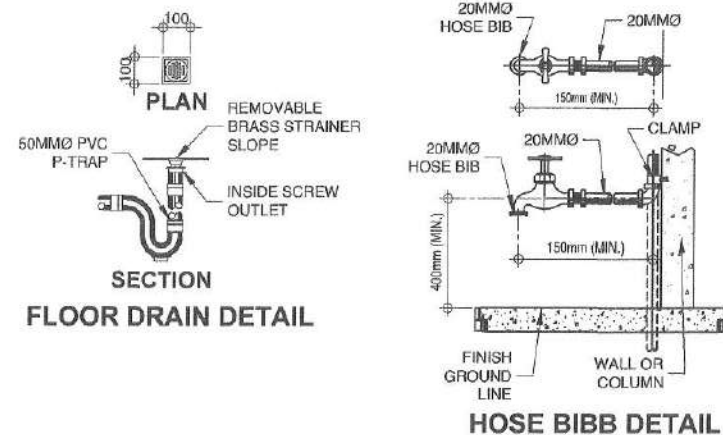 100
100
PLAN
REMOVABLE
BRASS STRAINER
SLOPE
50MMØ PVC
P-TRAP
INSIDE SCREW
OUTLET
SECTION
FLOOR DRAIN DETAIL
20MMØ
HOSE BIB
20MMØ
150mm (MIN.)
CLAMP
20MMØ
HOSE BIB
20MMØ
150mm (MIN.)
400mm (MIN.)
FINISH
GROUND
LINE
WALL OR
COLUMN
HOSE BIBB DETAIL